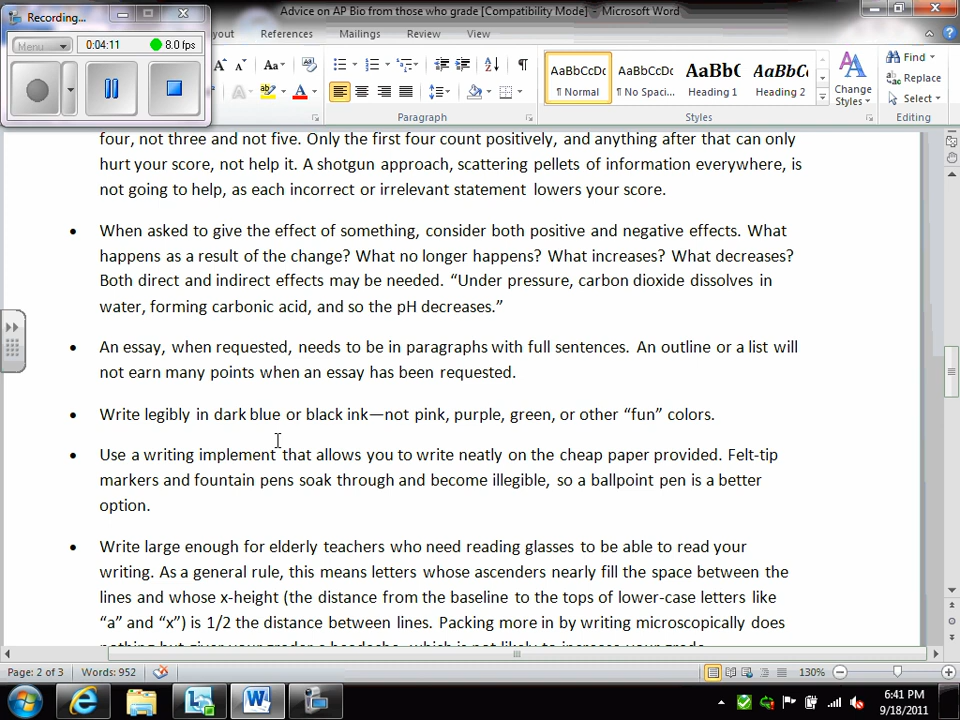 Recording...
Menu
0:04:11
8.0 fps
Advice on AP Bio from those who grade [Compatibility Mode] - Microsoft Word
yout
References
Mailings
Review
View
AaBbCcDc
AaBbCcDc
AaBbC
AaBbCc
¶ Normal
¶ No Spaci...
Heading 1
Heading 2
Change
Styles
Find
Replace
Select
Paragraph
Styles
Editing
four, not three and not five. Only the first four count positively, and anything after that can only
hurt your score, not help it. A shotgun approach, scattering pellets of information everywhere, is
not going to help, as each incorrect or irrelevant statement lowers your score.
• When asked to give the effect of something, consider both positive and negative effects. What
happens as a result of the change? What no longer happens? What increases? What decreases?
Both direct and indirect effects may be needed. “Under pressure, carbon dioxide dissolves in
water, forming carbonic acid, and so the pH decreases.”
• An essay, when requested, needs to be in paragraphs with full sentences. An outline or a list will
not earn many points when an essay has been requested.
• Write legibly in dark blue or black ink—not pink, purple, green, or other “fun” colors.
• Use a writing implement that allows you to write neatly on the cheap paper provided. Felt-tip
markers and fountain pens soak through and become illegible, so a ballpoint pen is a better
option.
• Write large enough for elderly teachers who need reading glasses to be able to read your
writing. As a general rule, this means letters whose ascenders nearly fill the space between the
lines and whose x-height (the distance from the baseline to the tops of lower-case letters like
“a” and “x”) is 1/2 the distance between lines. Packing more in by writing microscopically does
nothing but give your grader a headache, which is not likely to increase your grade.
Page: 2 of 3
Words: 952
130%
6:41 PM
9/18/2011